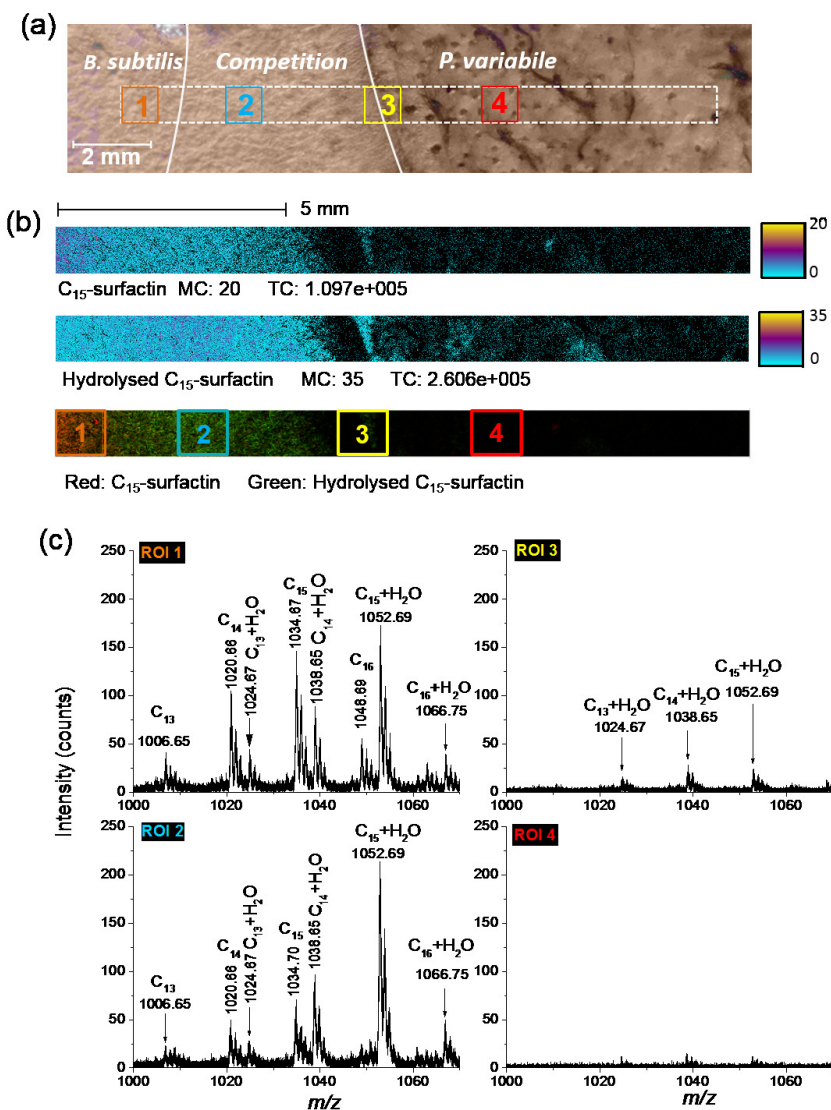 (a)
B. subtilis Competition P. variabile
1 2 3 4
2 mm
(b)
5 mm
20
0
C₁₅-surfactin MC: 20 TC: 1.097e+005
35
0
Hydrolysed C₁₅-surfactin MC: 35 TC: 2.606e+005
1 2 3 4
Red: C₁₅-surfactin Green: Hydrolysed C₁₅-surfactin
(c)
Intensity (counts)
ROI 1
250
200
150
100
50
0
C₁₃
1006.65
C₁₄
1020.66
1024.67 C₁₃+H₂O
1034.67 C₁₅
1038.65 C₁₄+H₂O
C₁₆
1048.69
C₁₅+H₂O
1052.69
C₁₆+H₂O
1066.75
1000 1020 1040 1060
ROI 3
250
200
150
100
50
0
C₁₃+H₂O
1024.67
C₁₄+H₂O
1038.65
C₁₅+H₂O
1052.69
1000 1020 1040 1060
ROI 2
250
200
150
100
50
0
C₁₃
1006.65
C₁₄
1020.66
1024.67 C₁₃+H₂O
C₁₅
1034.70
1038.65 C₁₄+H₂O
C₁₅+H₂O
1052.69
C₁₆+H₂O
1066.75
1000 1020 1040 1060
m/z
ROI 4
250
200
150
100
50
0
1000 1020 1040 1060
m/z